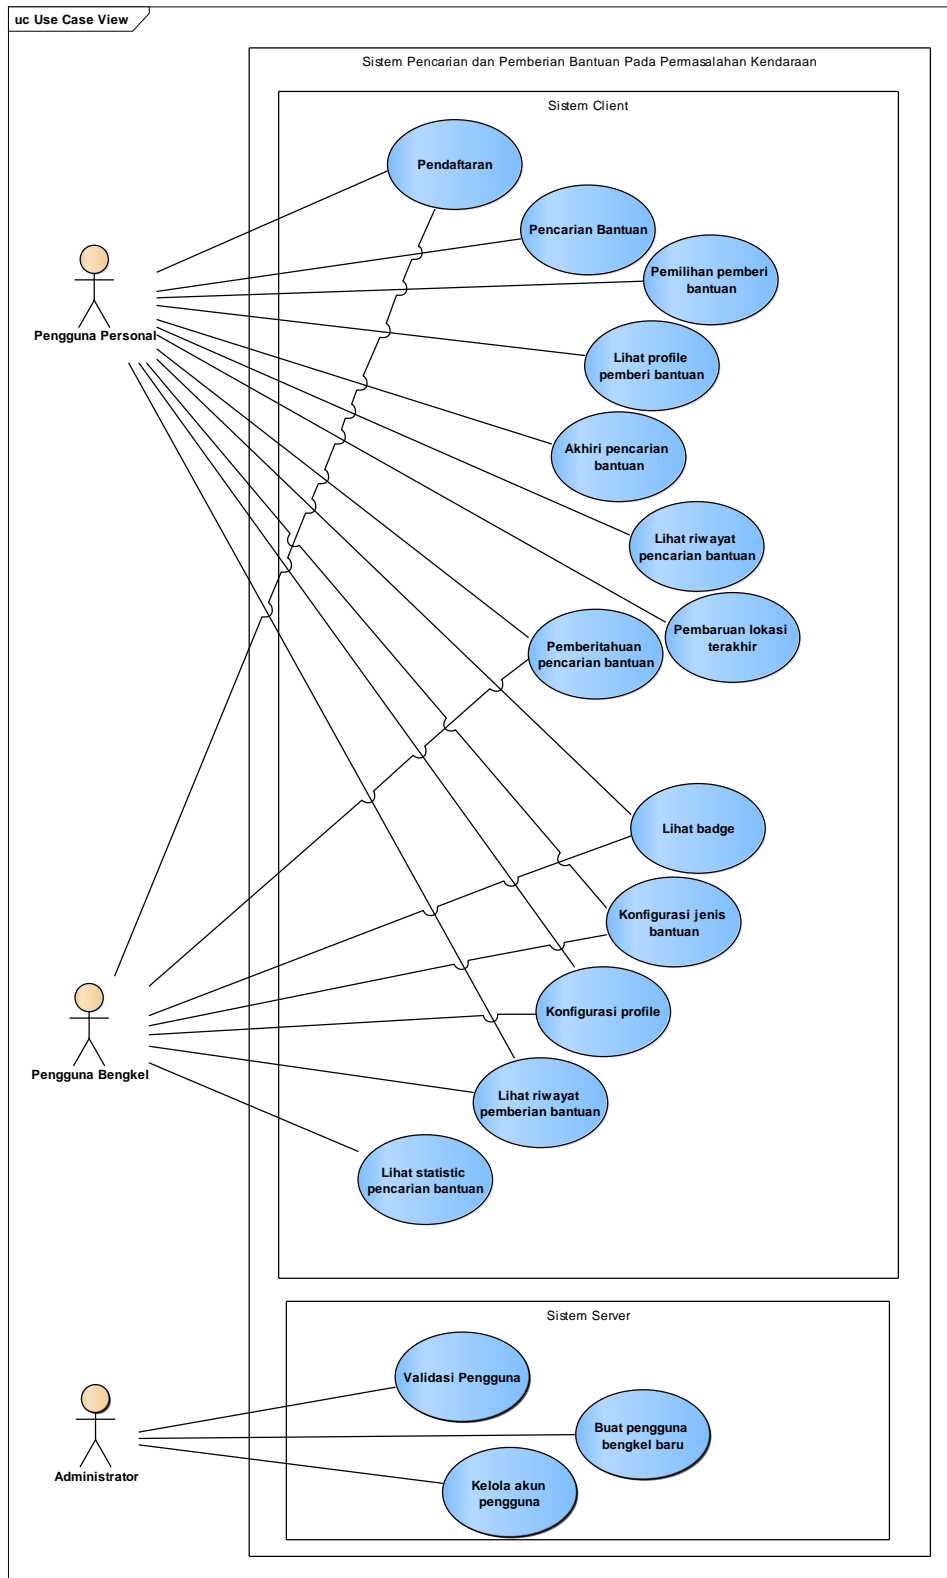 uc Use Case View
Sistem Pencarian dan Pemberian Bantuan Pada Permasalahan Kendaraan
Sistem Client
Pendaftaran
Pencarian Bantuan
Pemilihan pemberi
bantuan
Pengguna Personal
Lihat profile
pemberi bantuan
Akhiri pencarian
bantuan
Lihat riwayat
pencarian bantuan
Pembaruan lokasi
terakhir
Pemberitahuan
pencarian bantuan
Lihat badge
Konfigurasi jenis
bantuan
Konfigurasi profile
Pengguna Bengkel
Lihat riwayat
pemberian bantuan
Lihat statistic
pencarian bantuan
Sistem Server
Validasi Pengguna
Buat pengguna
bengkel baru
Administrator
Kelola akun
pengguna